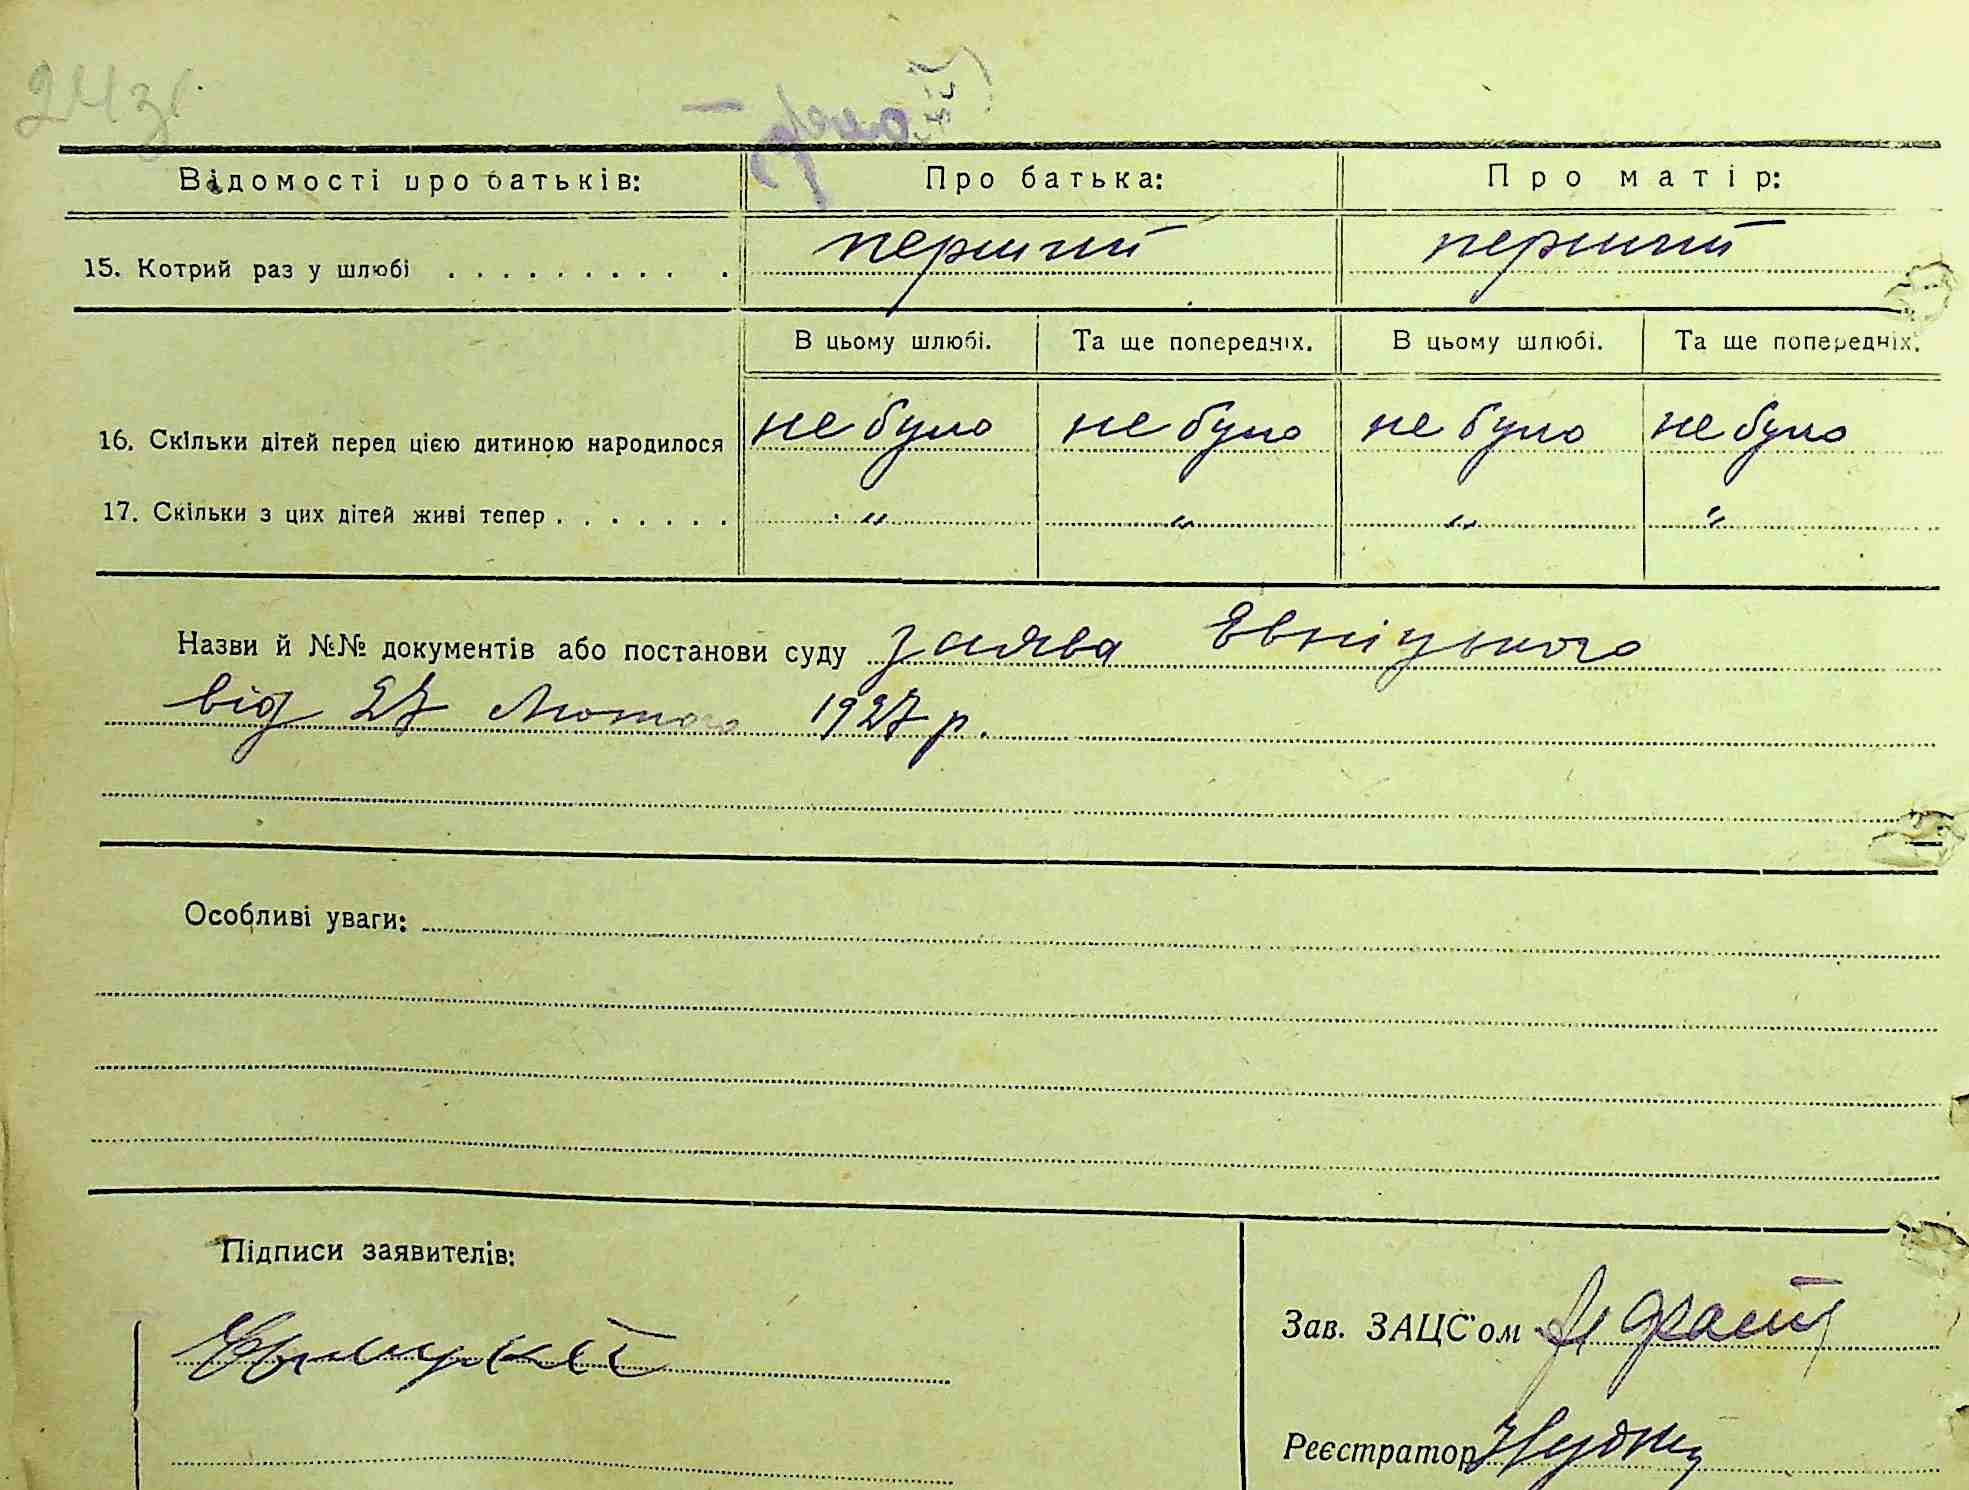 24 зв.
Відомості про батьків: Про батька: Про матір:
15. Котрий раз у шлюбі . . . . . . . . . . перший перший
В цьому шлюбі. Та ще попередніх. В цьому шлюбі. Та ще попередніх.
16. Скільки дітей перед цією дитиною народилося не було не було не було не було
17. Скільки з цих дітей живі тепер . . . . . . . " " " "
Назви й №№ документів або постанови суду заява Евніцького
від 27 Лютого 1927 р.
Особливі уваги:
Підписи заявителів:
Зав. ЗАЦС'ом
Реєстратор